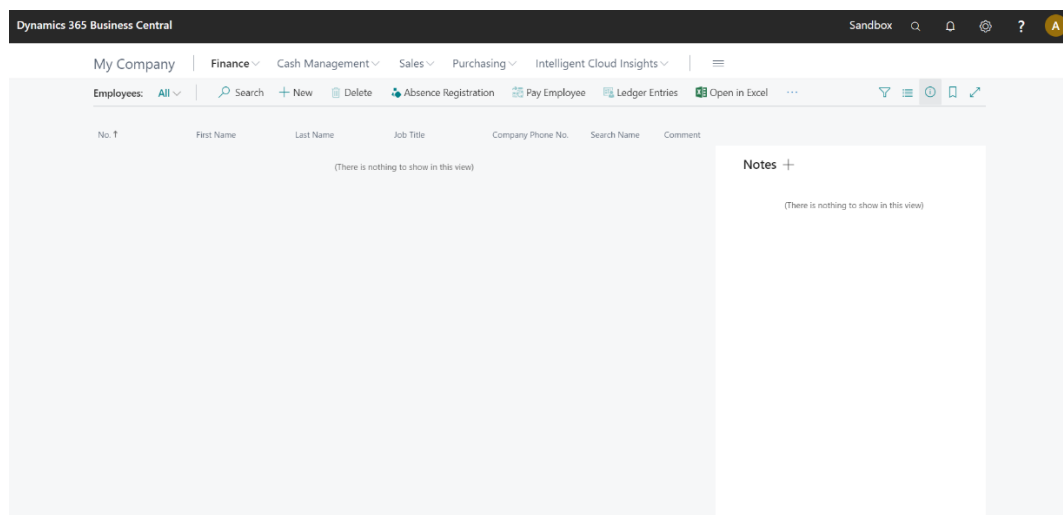 Dynamics 365 Business Central Sandbox ? A
My Company Finance Cash Management Sales Purchasing Intelligent Cloud Insights
Employees: All Search New Delete Absence Registration Pay Employee Ledger Entries Open in Excel ...
No. ↑ First Name Last Name Job Title Company Phone No. Search Name Comment
(There is nothing to show in this view)
Notes +
(There is nothing to show in this view)